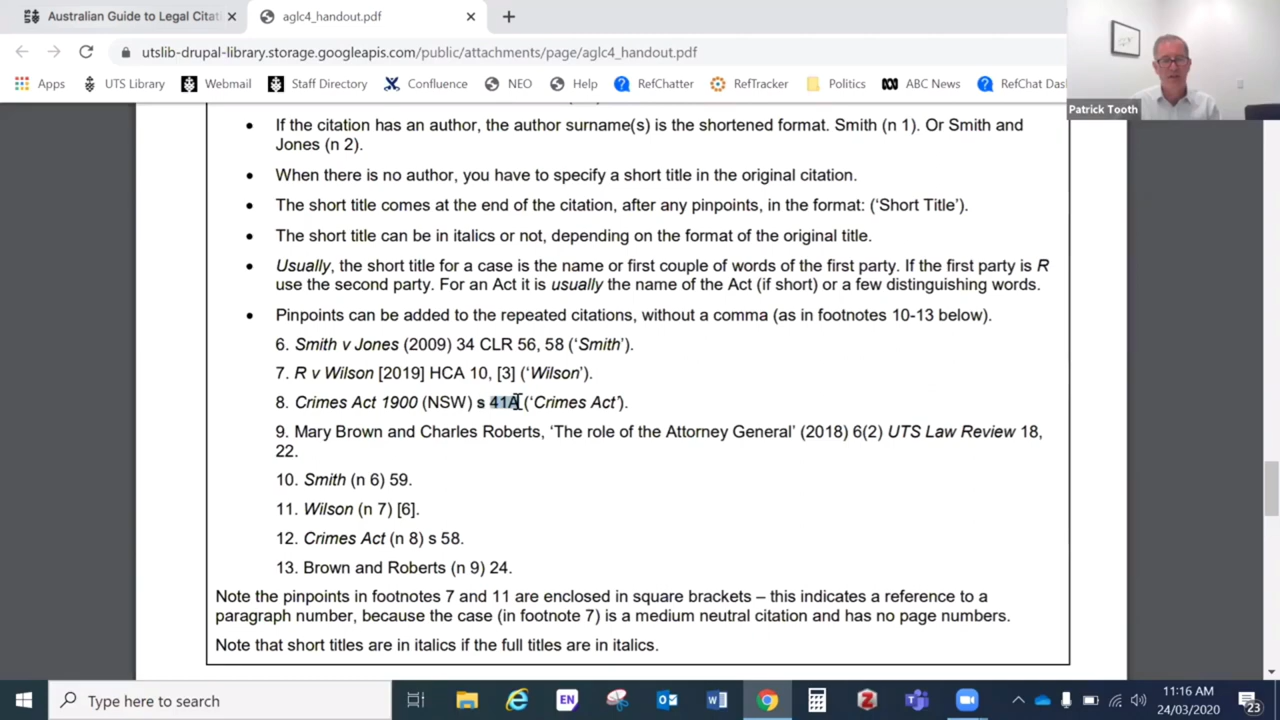 Australian Guide to Legal Citati
aglc4_handout.pdf
utslib-drupal-library.storage.googleapis.com/public/attachments/page/aglc4_handout.pdf
Apps UTS Library Webmail Staff Directory Confluence NEO Help RefChatter RefTracker Politics ABC News RefChat Das
Patrick Tooth
• If the citation has an author, the author surname(s) is the shortened format. Smith (n 1). Or Smith and
Jones (n 2).
• When there is no author, you have to specify a short title in the original citation.
• The short title comes at the end of the citation, after any pinpoints, in the format: (‘Short Title’).
• The short title can be in italics or not, depending on the format of the original title.
• Usually, the short title for a case is the name or first couple of words of the first party. If the first party is R
use the second party. For an Act it is usually the name of the Act (if short) or a few distinguishing words.
• Pinpoints can be added to the repeated citations, without a comma (as in footnotes 10-13 below).
6. Smith v Jones (2009) 34 CLR 56, 58 (‘Smith’).
7. R v Wilson [2019] HCA 10, [3] (‘Wilson’).
8. Crimes Act 1900 (NSW) s 41A (‘Crimes Act’).
9. Mary Brown and Charles Roberts, ‘The role of the Attorney General’ (2018) 6(2) UTS Law Review 18,
22.
10. Smith (n 6) 59.
11. Wilson (n 7) [6].
12. Crimes Act (n 8) s 58.
13. Brown and Roberts (n 9) 24.
Note the pinpoints in footnotes 7 and 11 are enclosed in square brackets – this indicates a reference to a
paragraph number, because the case (in footnote 7) is a medium neutral citation and has no page numbers.
Note that short titles are in italics if the full titles are in italics.
Type here to search
EN
11:16 AM
24/03/2020
23